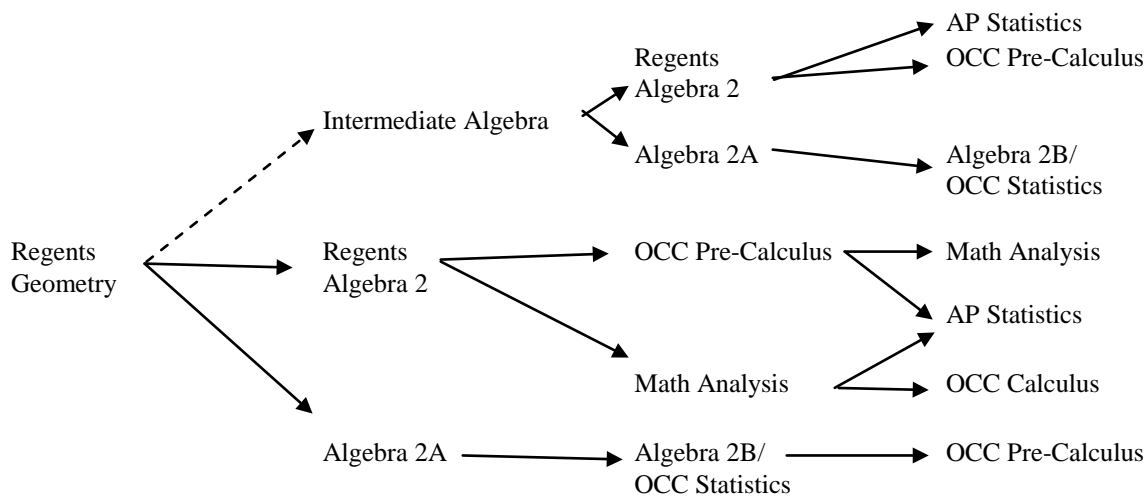 AP Statistics
Regents
Algebra 2
OCC Pre-Calculus
Intermediate Algebra
Algebra 2A
Algebra 2B/
OCC Statistics
Regents
Geometry
Regents
Algebra 2
OCC Pre-Calculus
Math Analysis
AP Statistics
Math Analysis
OCC Calculus
Algebra 2A
Algebra 2B/
OCC Statistics
OCC Pre-Calculus